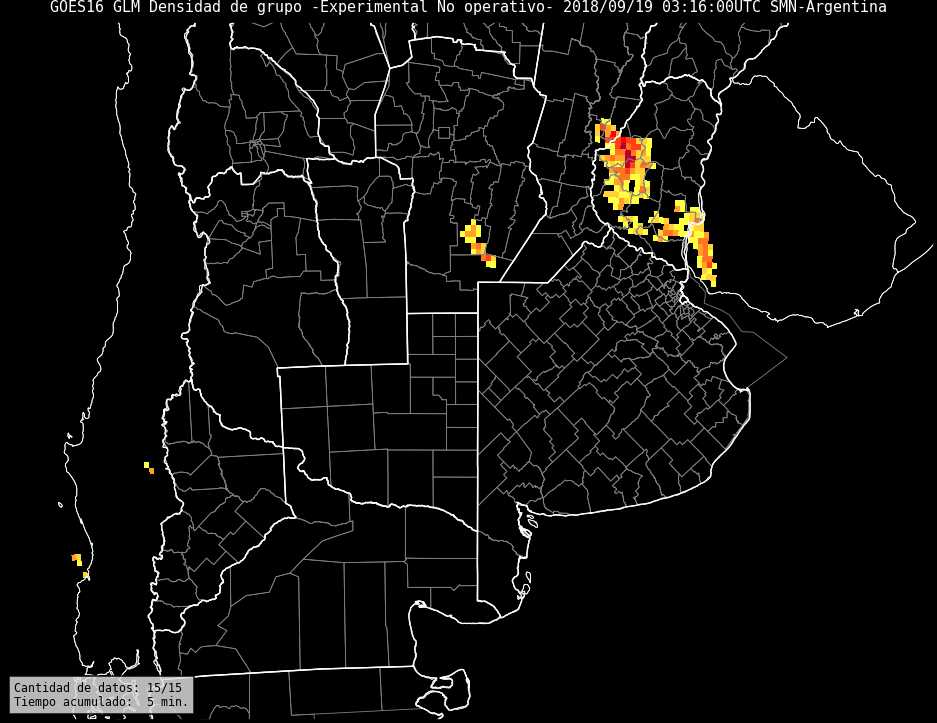 GOES16 GLM Densidad de grupo -Experimental No operativo- 2018/09/19 03:16:00UTC SMN-Argentina
Cantidad de datos: 15/15
Tiempo acumulado:  5 min.